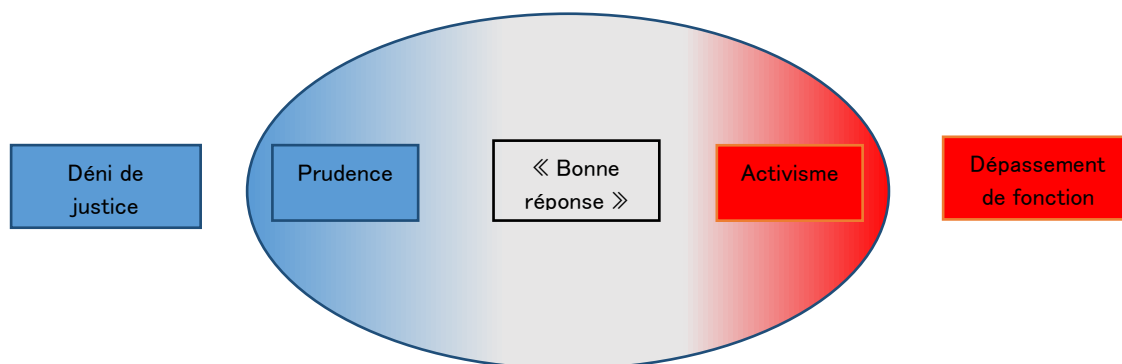 Déni de
justice
Prudence
« Bonne
réponse »
Activisme
Dépassement
de fonction